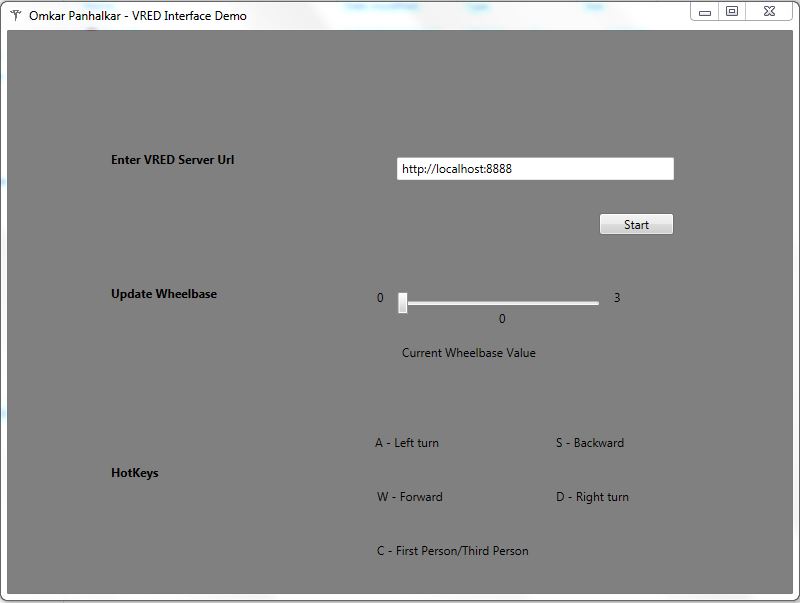 Omkar Panhalkar - VRED Interface Demo
Enter VRED Server Url
http://localhost:8888
Start
Update Wheelbase
0 3
0
Current Wheelbase Value
A - Left turn S - Backward
HotKeys
W - Forward D - Right turn
C - First Person/Third Person